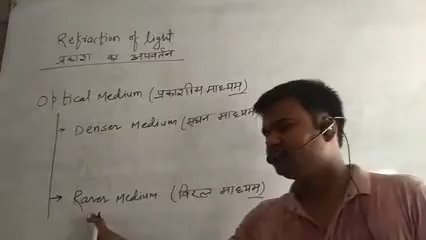 Refraction of light
प्रकाश का अपवर्तन
Optical Medium (प्रकाशीय माध्यम)
Denser Medium (सघन माध्यम
Rarer Medium (विरल माध्यम)